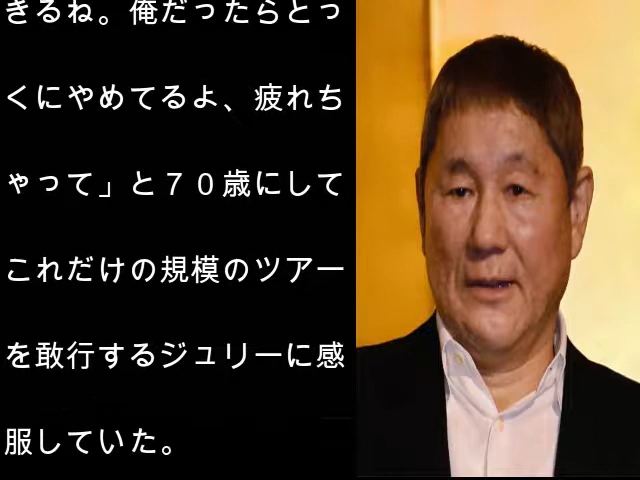 きるね。俺だったらとっ
くにやめてるよ、疲れち
ゃって」と７０歳にして
これだけの規模のツアー
を敢行するジュリーに感
服していた。